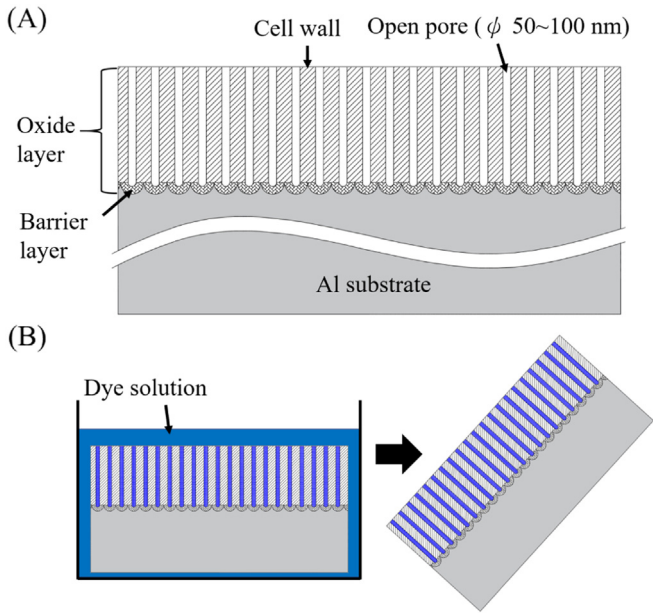 (A)
Cell wall
Open pore ( ϕ 50~100 nm)
Oxide
layer
Barrier
layer
Al substrate
(B)
Dye solution